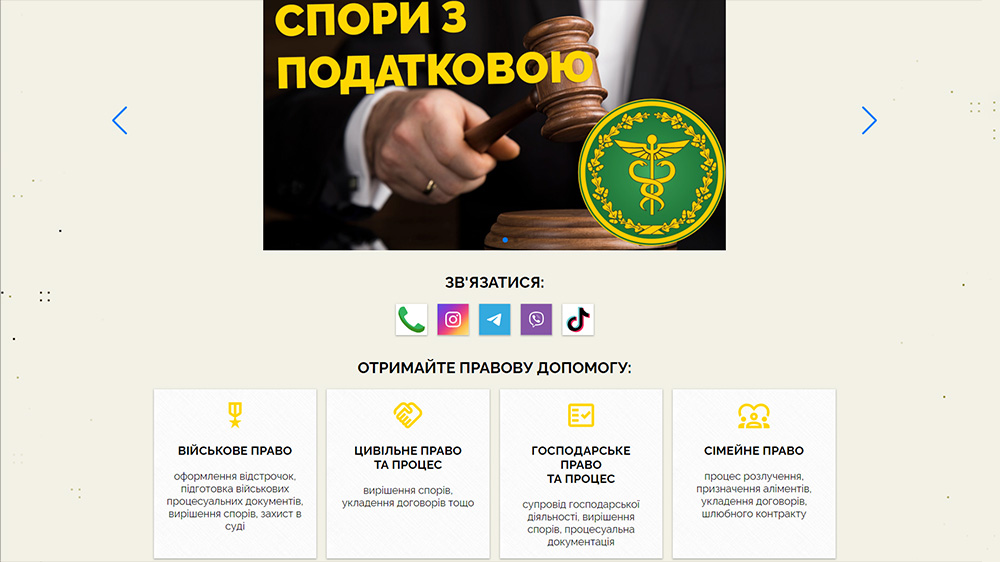 СПОРИ З
ПОДАТКОВОЮ
ЗВ'ЯЗАТИСЯ:
ОТРИМАЙТЕ ПРАВОВУ ДОПОМОГУ:
ВІЙСЬКОВЕ ПРАВО
оформлення відстрочок,
підготовка військових
процесуальних документів,
вирішення спорів, захист в
суді
ЦИВІЛЬНЕ ПРАВО
ТА ПРОЦЕС
вирішення спорів,
укладення договорів тощо
ГОСПОДАРСЬКЕ
ПРАВО
ТА ПРОЦЕС
супровід господарської
діяльності, вирішення
спорів, процесуальна
документація
СІМЕЙНЕ ПРАВО
процес розлучення,
призначення аліментів,
укладення договорів,
шлюбного контракту